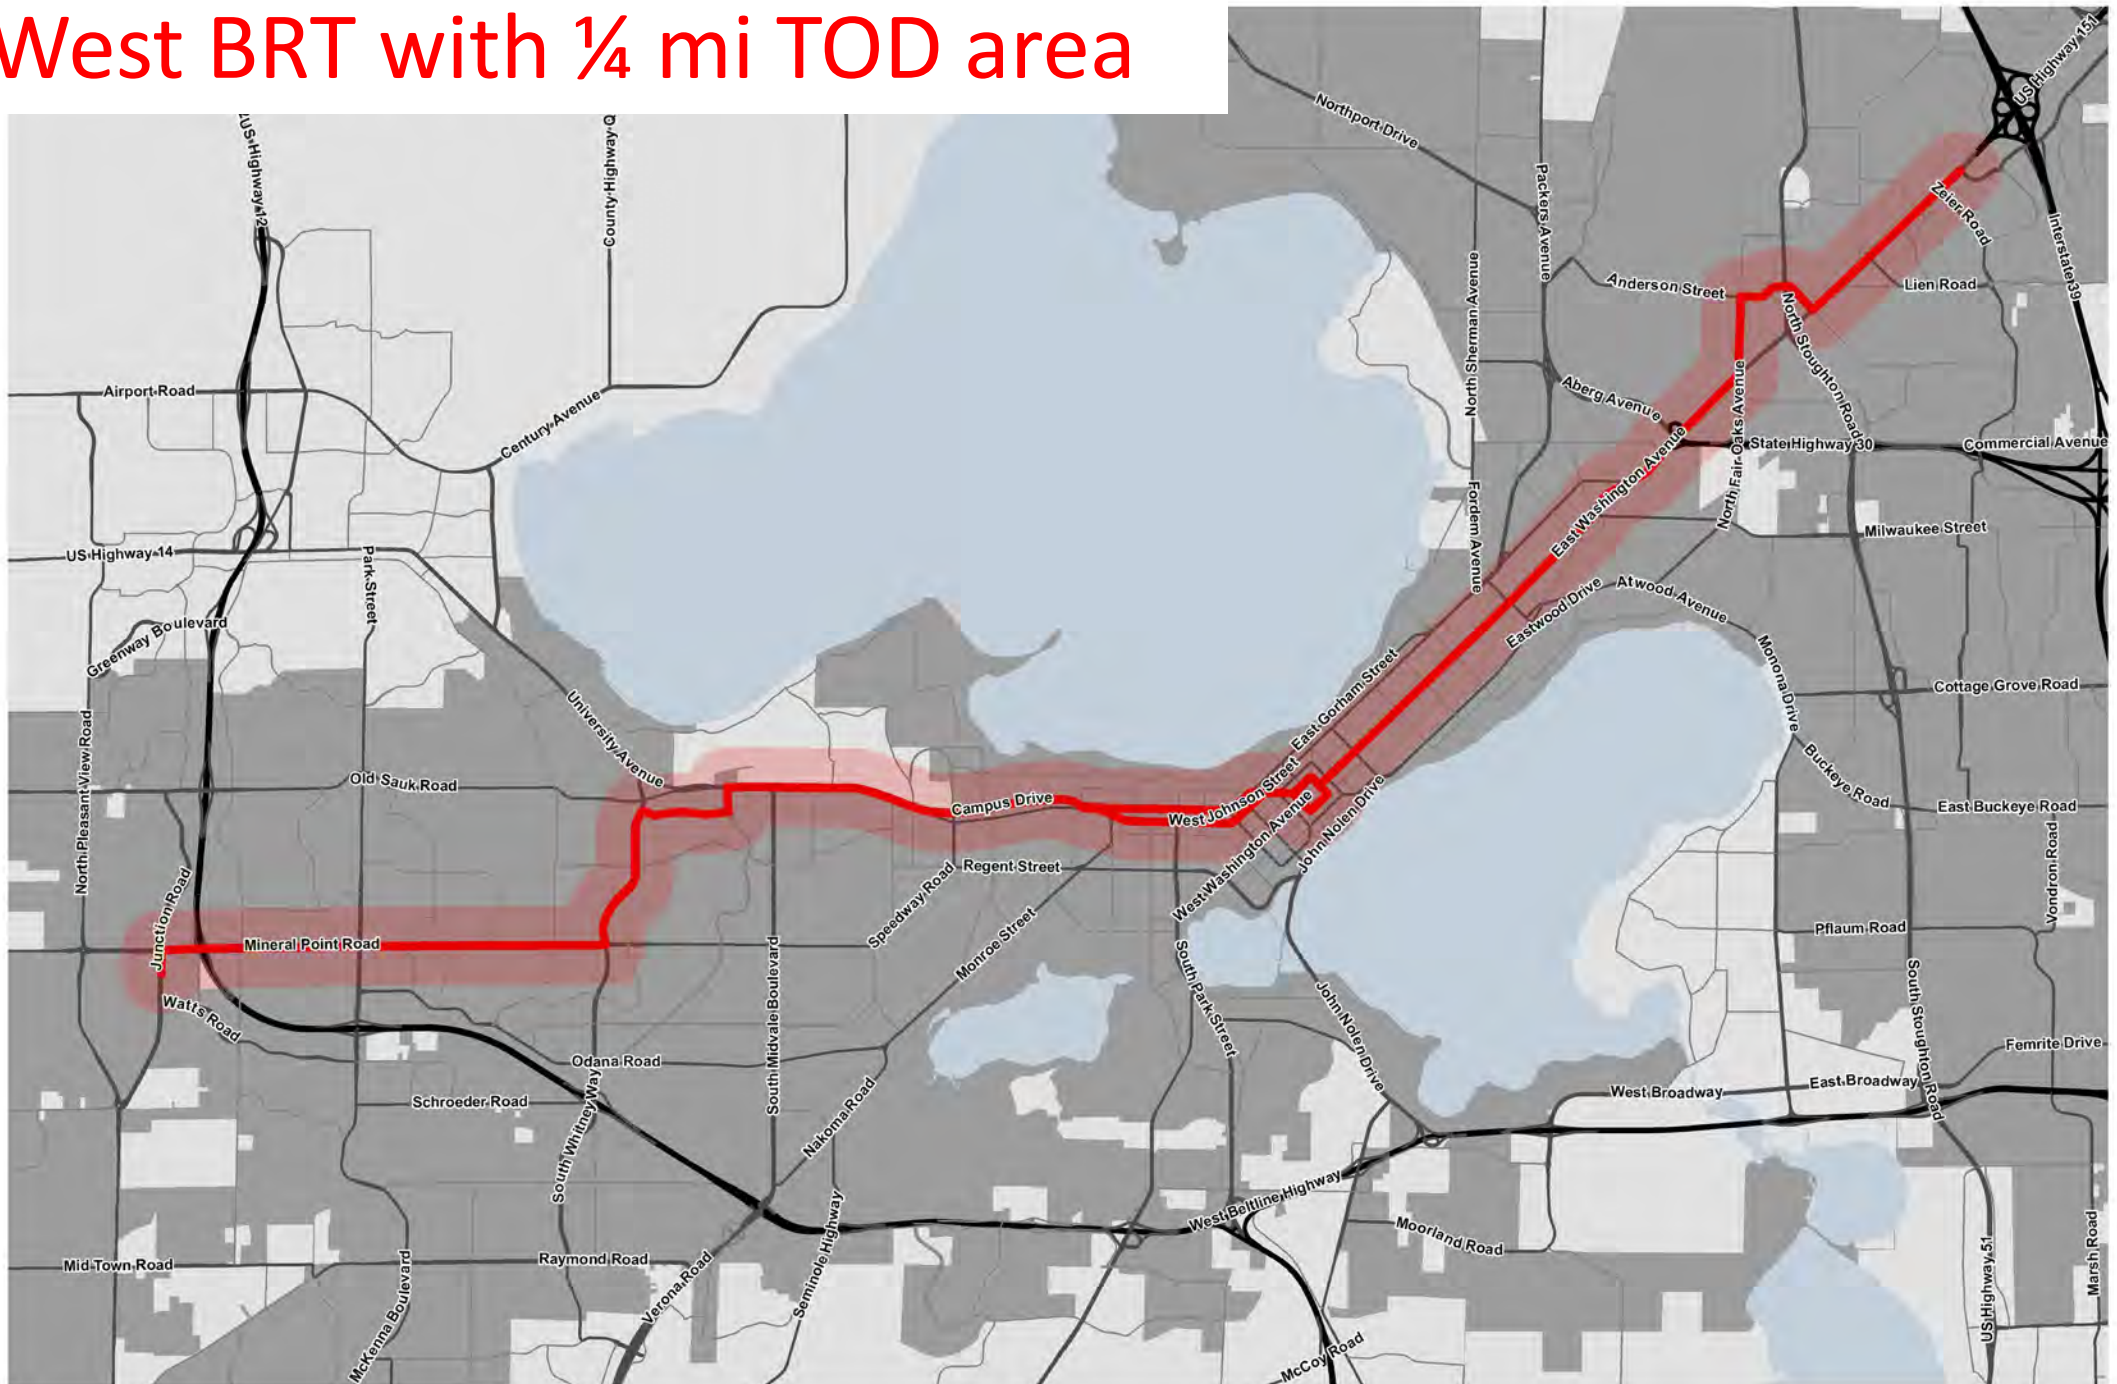 West BRT with ¼ mi TOD area
US Highway 151
Northport Drive
US Highway 12
County Highway Q
Packers Avenue
Zeier Road
Interstate 39
North Sherman Avenue
Anderson Street
Lien Road
North Stoughton Road
Airport Road
Century Avenue
Aberg Avenue
North Fair Oaks Avenue
State Highway 30
Commercial Avenue
East Washington Avenue
Fordem Avenue
Milwaukee Street
US Highway 14
Park Street
Eastwood Drive
Atwood Avenue
Greenway Boulevard
Monona Drive
East Gorham Street
Cottage Grove Road
University Avenue
North Pleasant View Road
Old Sauk Road
Buckeye Road
East Buckeye Road
Campus Drive
West Johnson Street
West Washington Avenue
John Nolen Drive
Regent Street
Speedway Road
Vondron Road
Junction Road
Mineral Point Road
Monroe Street
Pflaum Road
South Midvale Boulevard
South Park Street
John Nolen Drive
South Stoughton Road
Watts Road
Odana Road
Femrite Drive
Schroeder Road
West Broadway
East Broadway
Nakoma Road
South Whitney Way
West Beltline Highway
Moorland Road
Seminole Highway
Mid Town Road
Raymond Road
Verona Road
McKenna Boulevard
US Highway 51
Marsh Road
McCoy Road